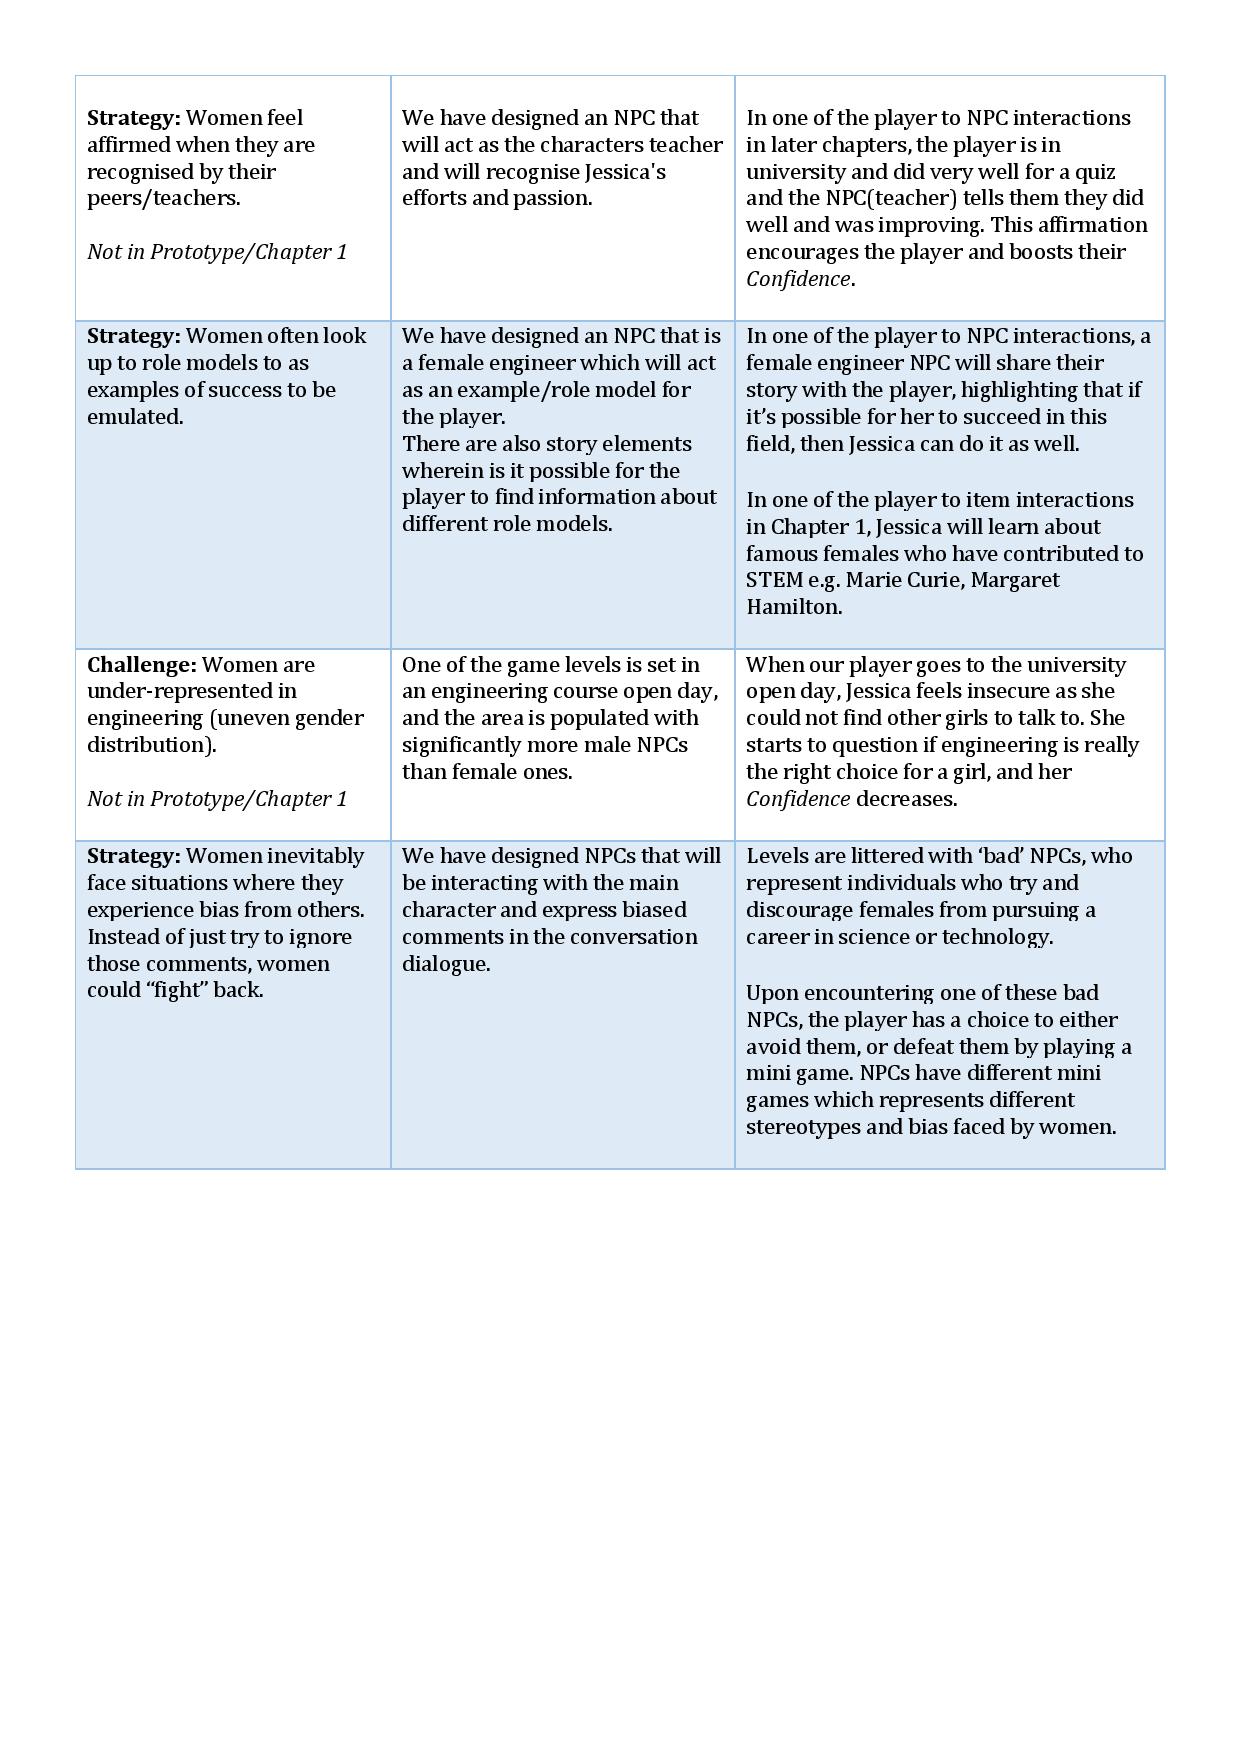 Strategy: Women feel
affirmed when they are
recognised by their
peers/teachers.
Not in Prototype/Chapter 1
We have designed an NPC that
will act as the characters teacher
and will recognise Jessica's
efforts and passion.
In one of the player to NPC interactions
in later chapters, the player is in
university and did very well for a quiz
and the NPC(teacher) tells them they did
well and was improving. This affirmation
encourages the player and boosts their
Confidence.
Strategy: Women often look
up to role models to as
examples of success to be
emulated.
We have designed an NPC that is
a female engineer which will act
as an example/role model for
the player.
There are also story elements
wherein is it possible for the
player to find information about
different role models.
In one of the player to NPC interactions, a
female engineer NPC will share their
story with the player, highlighting that if
it’s possible for her to succeed in this
field, then Jessica can do it as well.
In one of the player to item interactions
in Chapter 1, Jessica will learn about
famous females who have contributed to
STEM e.g. Marie Curie, Margaret
Hamilton.
Challenge: Women are
under-represented in
engineering (uneven gender
distribution).
Not in Prototype/Chapter 1
One of the game levels is set in
an engineering course open day,
and the area is populated with
significantly more male NPCs
than female ones.
When our player goes to the university
open day, Jessica feels insecure as she
could not find other girls to talk to. She
starts to question if engineering is really
the right choice for a girl, and her
Confidence decreases.
Strategy: Women inevitably
face situations where they
experience bias from others.
Instead of just try to ignore
those comments, women
could “fight” back.
We have designed NPCs that will
be interacting with the main
character and express biased
comments in the conversation
dialogue.
Levels are littered with ‘bad’ NPCs, who
represent individuals who try and
discourage females from pursuing a
career in science or technology.
Upon encountering one of these bad
NPCs, the player has a choice to either
avoid them, or defeat them by playing a
mini game. NPCs have different mini
games which represents different
stereotypes and bias faced by women.